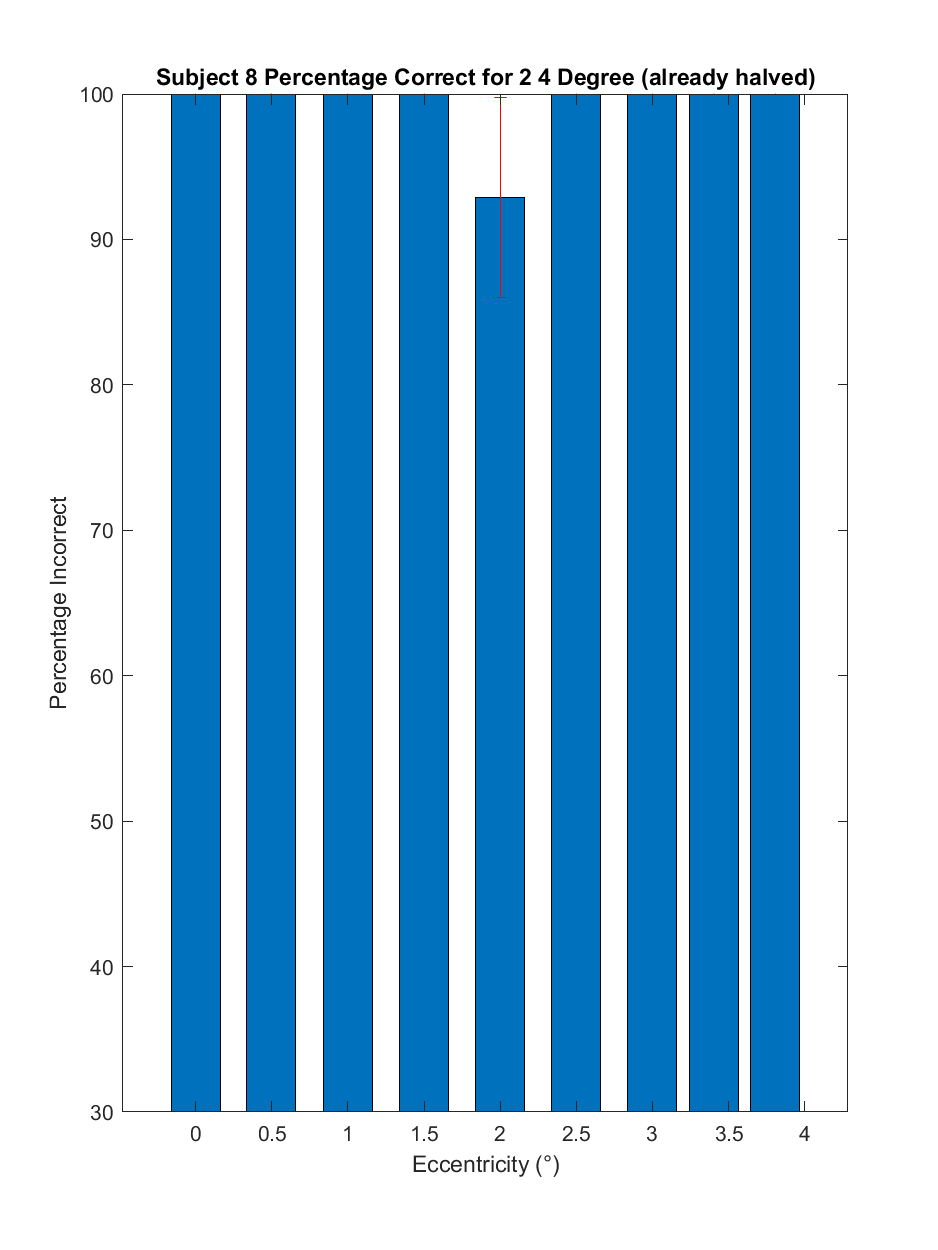 Subject 8 Percentage Correct for 2 4 Degree (already halved)
100
90
80
70
60
50
40
30
Percentage Incorrect
0 0.5 1 1.5 2 2.5 3 3.5 4
Eccentricity (°)